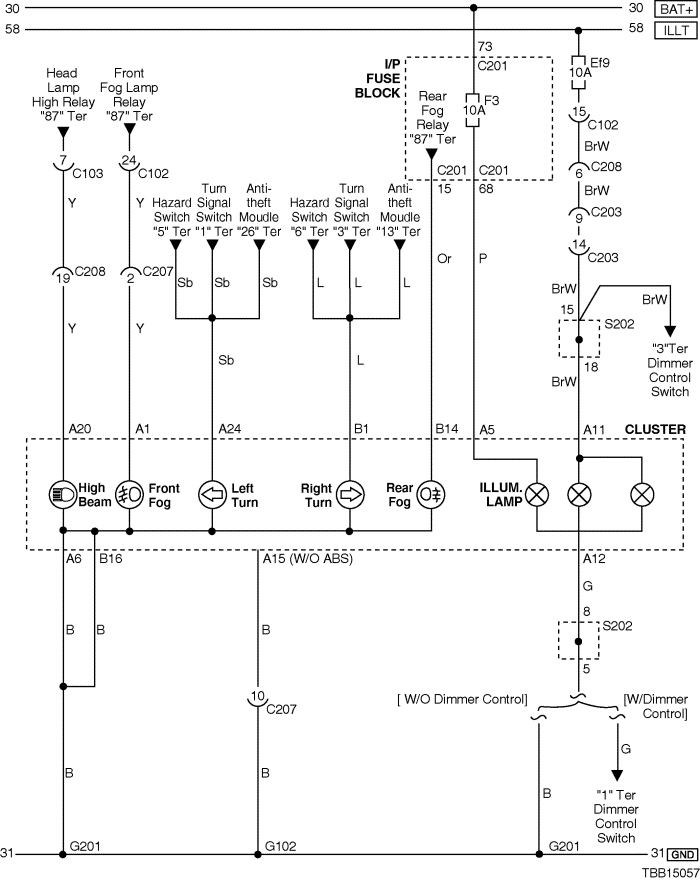 30
30 BAT+
58
58 ILLT
73
C201
I/P
FUSE
BLOCK
Ef9
10A
Head
Lamp
High Relay
"87" Ter
Front
Fog Lamp
Relay
"87" Ter
Rear
Fog
Relay
"87" Ter
F3
10A
15
C102
BrW
7
C103
24
C102
C201
15
C201
68
6
C208
BrW
Y
Y
Hazard
Switch
"5" Ter
Turn
Signal
Switch
"1" Ter
Anti-
theft
Moudle
"26" Ter
Hazard
Switch
"6" Ter
Turn
Signal
Switch
"3" Ter
Anti-
theft
Moudle
"13" Ter
9
C203
14
C203
Or
P
19
C208
2
C207
Sb
Sb
Sb
L
L
L
BrW
BrW
15
S202
Y
Y
Sb
L
18
BrW
"3"Ter
Dimmer
Control
Switch
A20
A1
A24
B1
B14
A5
A11
CLUSTER
High
Beam
Front
Fog
Left
Turn
Right
Turn
Rear
Fog
ILLUM.
LAMP
A6
B16
A15 (W/O ABS)
A12
G
8
S202
B
B
B
5
10
C207
[ W/O Dimmer Control]
[W/Dimmer
Control]
G
B
B
B
"1" Ter
Dimmer
Control
Switch
31
G201
G102
G201
31 GND
TBB15057